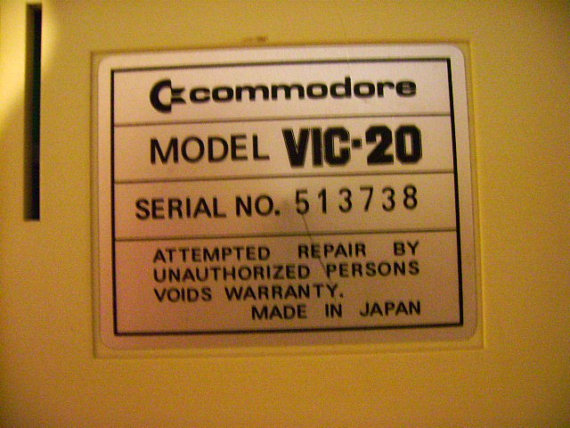 commodore
MODEL VIC-20
SERIAL NO. 513738
ATTEMPTED REPAIR BY
UNAUTHORIZED PERSONS
VOIDS WARRANTY.
MADE IN JAPAN